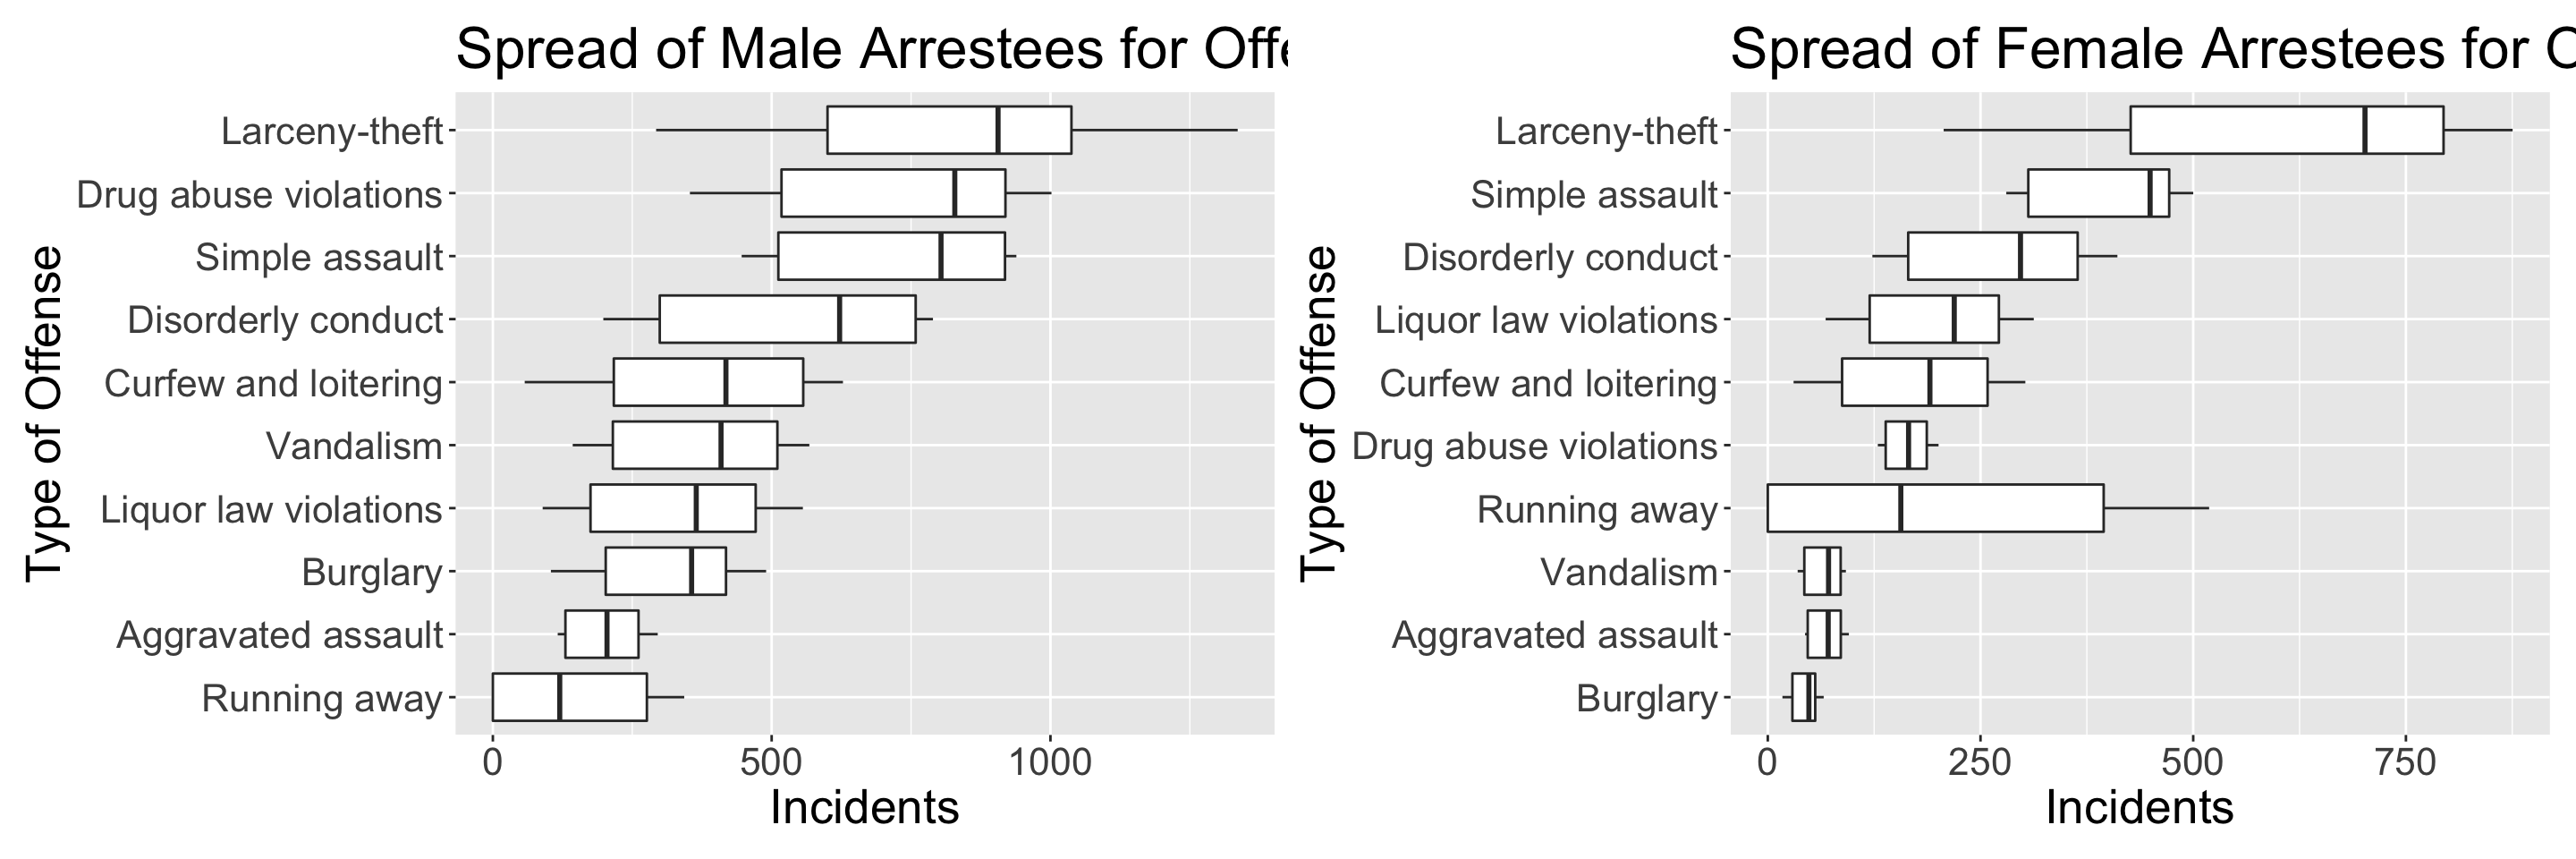 Spread of Male Arrestees for Offe
Type of Offense
Larceny-theft
Drug abuse violations
Simple assault
Disorderly conduct
Curfew and loitering
Vandalism
Liquor law violations
Burglary
Aggravated assault
Running away
0 500 1000
Incidents
Spread of Female Arrestees for O
Type of Offense
Larceny-theft
Simple assault
Disorderly conduct
Liquor law violations
Curfew and loitering
Drug abuse violations
Running away
Vandalism
Aggravated assault
Burglary
0 250 500 750
Incidents